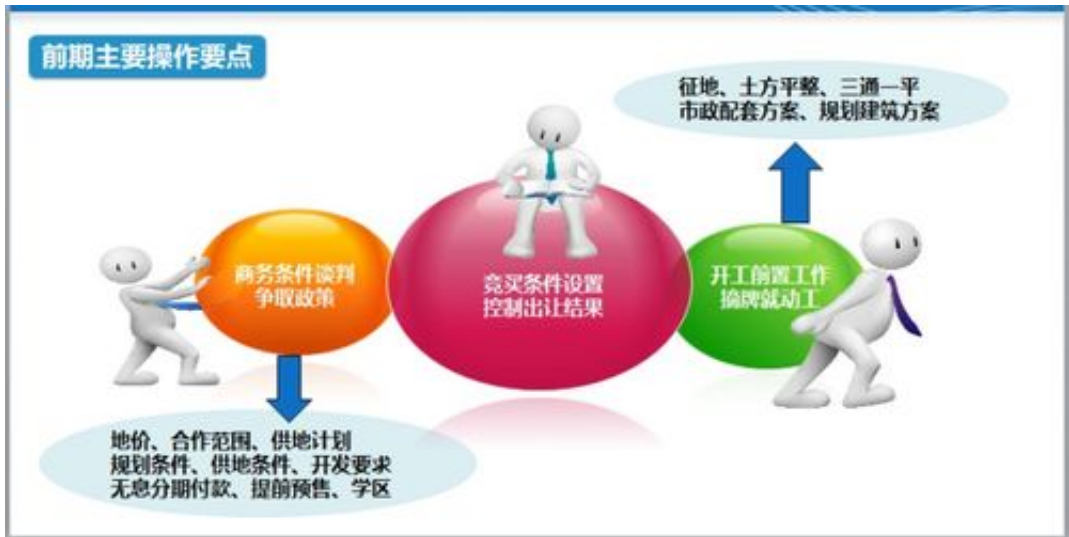 前期主要操作要点
征地、土方平整、三通一平
市政配套方案、规划建筑方案
商务条件谈判
争取政策
竞买条件设置
控制出让结果
开工前置工作
摘牌就动工
地价、合作范围、供地计划
规划条件、供地条件、开发要求
无息分期付款、提前预售、学区